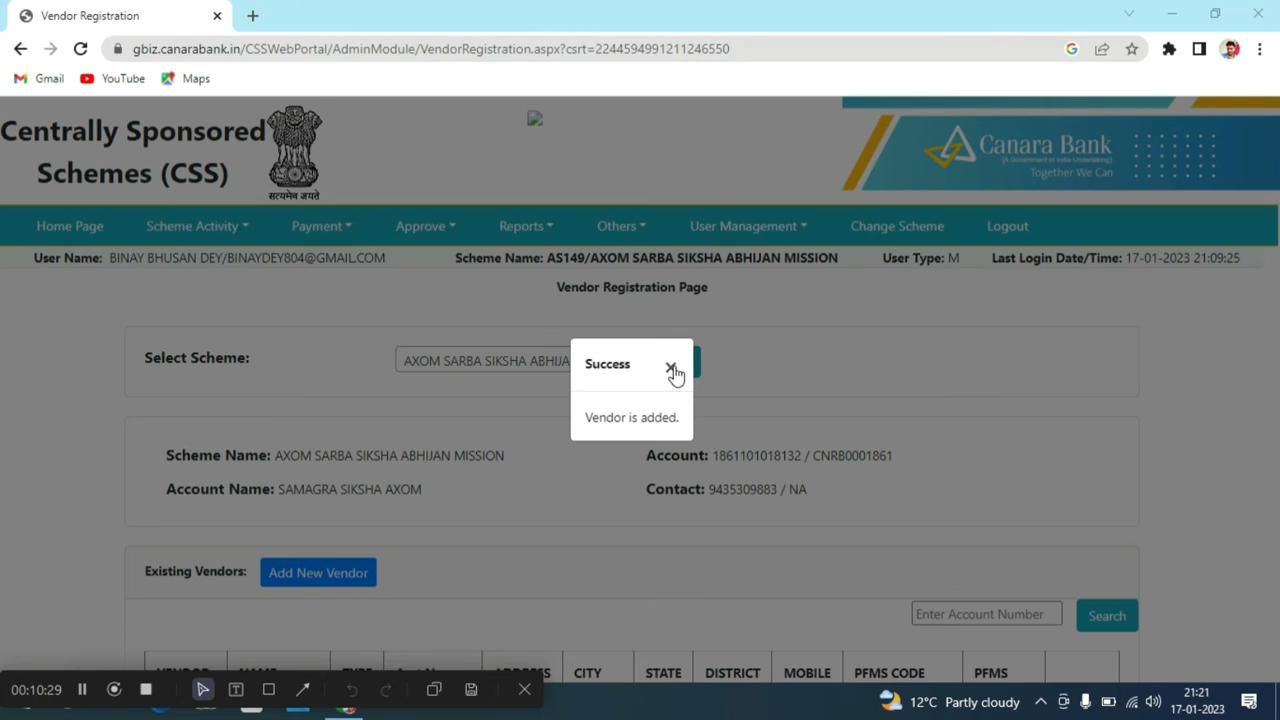 Vendor Registration
gbiz.canarabank.in/CSSWebPortal/AdminModule/VendorRegistration.aspx?csrt=2244594991211246550
Gmail YouTube Maps
Centrally Sponsored
Schemes (CSS)
सत्यमेव जयते
Canara Bank
(A Government of India Undertaking)
Together We Can
Home Page Scheme Activity Payment Approve Reports Others User Management Change Scheme Logout
User Name: BINAY BHUSAN DEY/BINAYDEY804@GMAIL.COM Scheme Name: AS149/AXOM SARBA SIKSHA ABHIJAN MISSION User Type: M Last Login Date/Time: 17-01-2023 21:09:25
Vendor Registration Page
Select Scheme: AXOM SARBA SIKSHA ABHIJA
Success
Vendor is added.
Scheme Name: AXOM SARBA SIKSHA ABHIJAN MISSION Account: 1861101018132 / CNRB0001861
Account Name: SAMAGRA SIKSHA AXOM Contact: 9435309883 / NA
Existing Vendors: Add New Vendor
Enter Account Number Search
CITY STATE DISTRICT MOBILE PFMS CODE PFMS
00:10:29
12°C Partly cloudy
21:21
17-01-2023